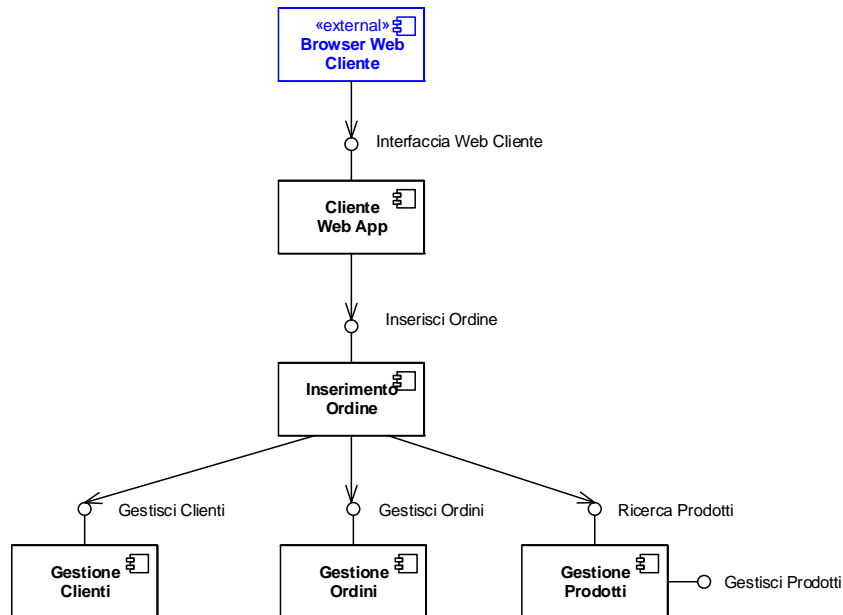 «external»
Browser Web
Cliente
Interfaccia Web Cliente
Cliente
Web App
Inserisci Ordine
Inserimento
Ordine
Gestisci Clienti
Gestisci Ordini
Ricerca Prodotti
Gestione
Clienti
Gestione
Ordini
Gestione
Prodotti
Gestisci Prodotti